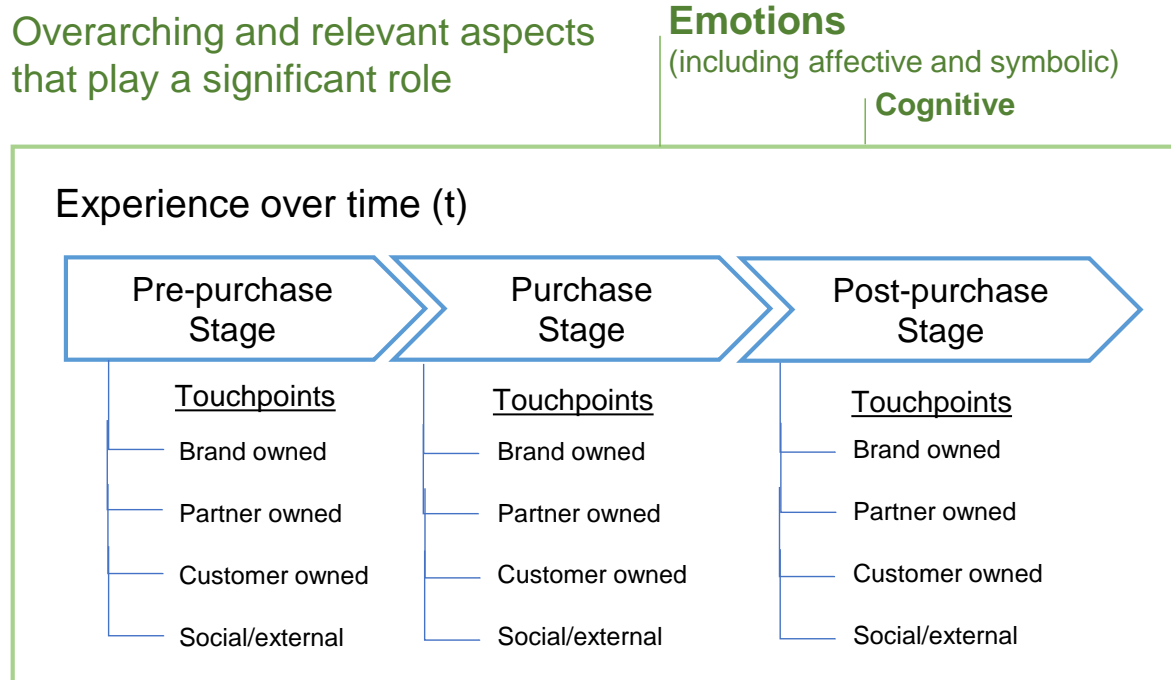 Overarching and relevant aspects
that play a significant role
Emotions
(including affective and symbolic)
Cognitive
Experience over time (t)
Pre-purchase
Stage
Purchase
Stage
Post-purchase
Stage
Touchpoints
Brand owned
Partner owned
Customer owned
Social/external
Touchpoints
Brand owned
Partner owned
Customer owned
Social/external
Touchpoints
Brand owned
Partner owned
Customer owned
Social/external